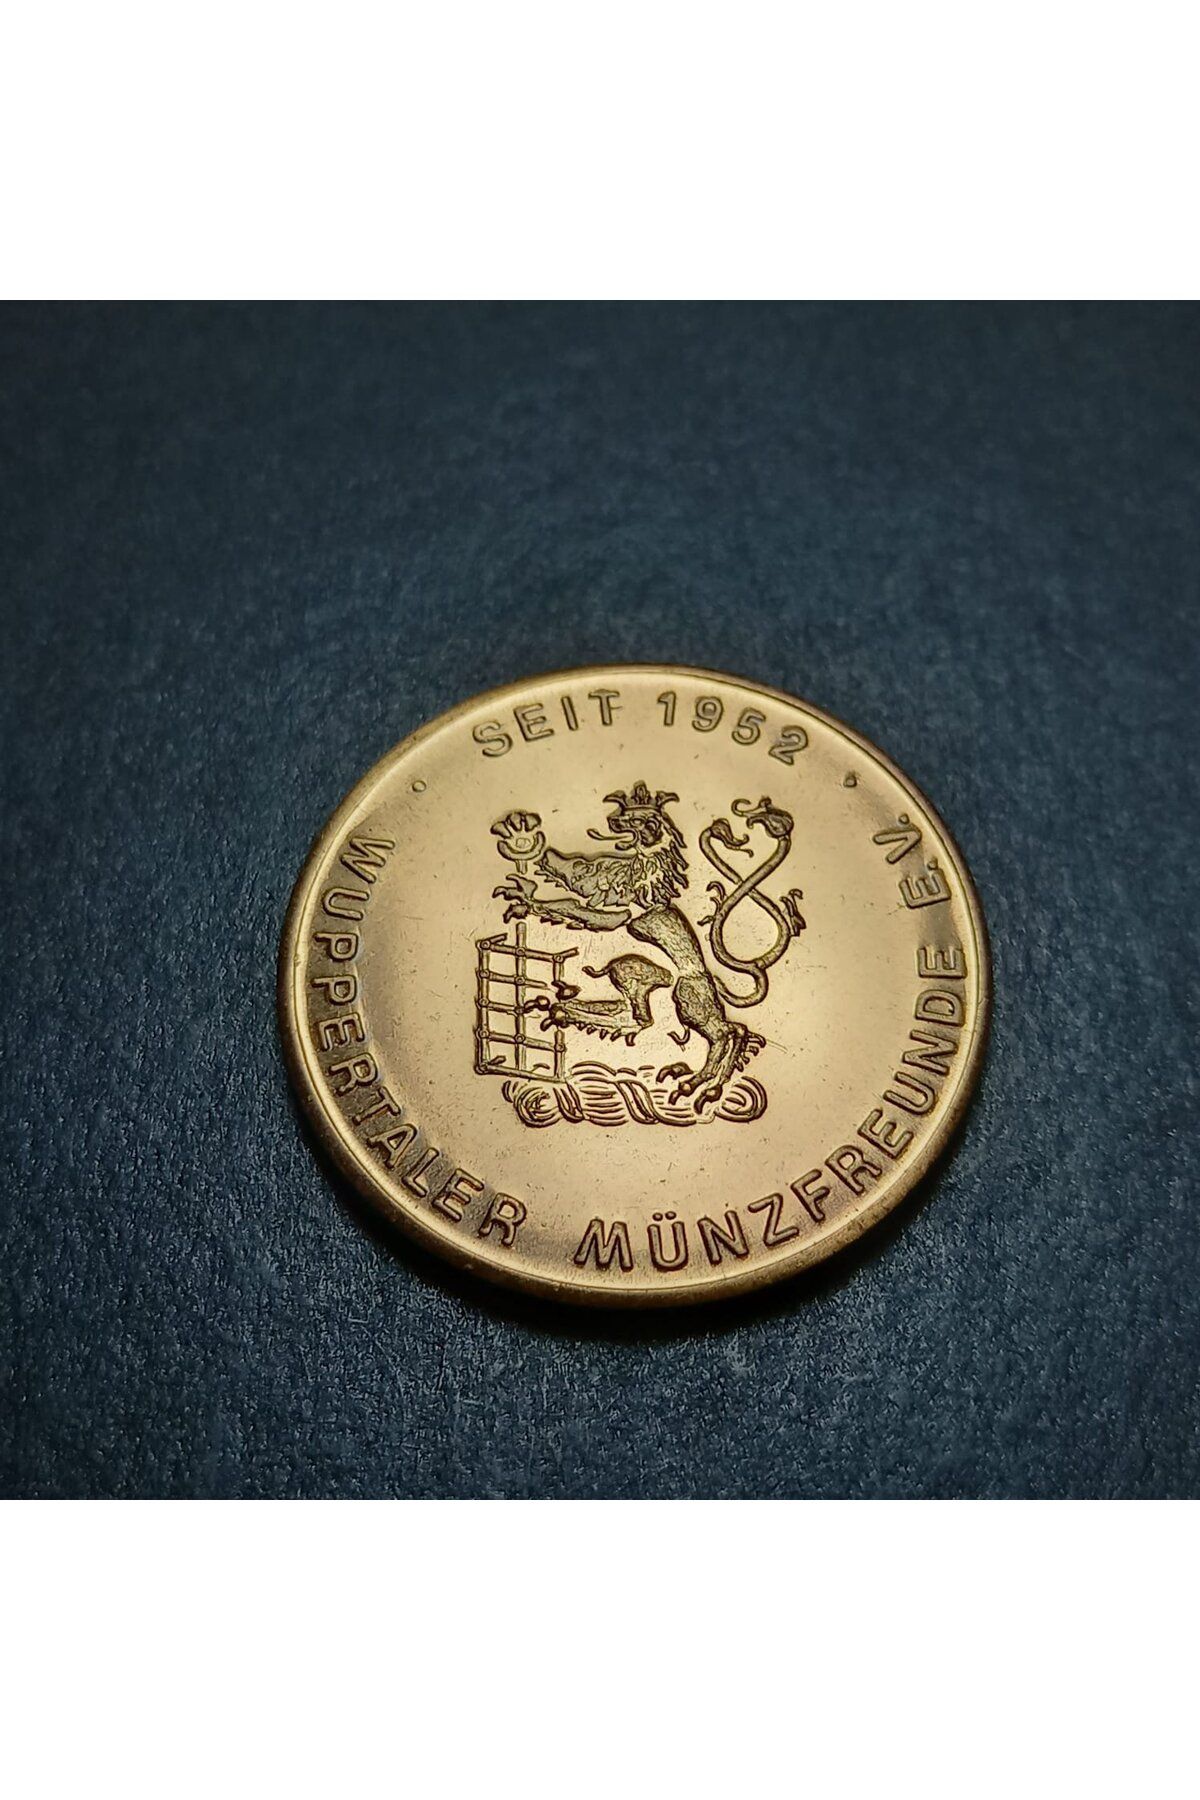 SEIT 1952
WUPPERTALER MÜNZFREUNDE E.V.